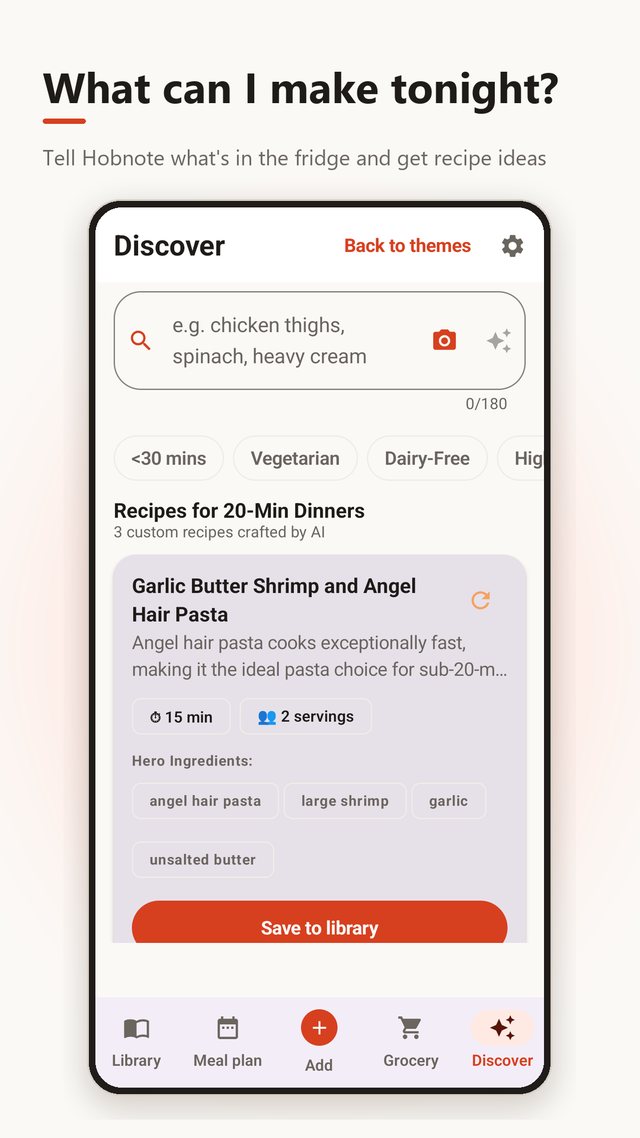 What can I make tonight?
Tell Hobnote what's in the fridge and get recipe ideas
Discover
Back to themes
e.g. chicken thighs,
spinach, heavy cream
0/180
<30 mins
Vegetarian
Dairy-Free
Hig
Recipes for 20-Min Dinners
3 custom recipes crafted by AI
Garlic Butter Shrimp and Angel
Hair Pasta
Angel hair pasta cooks exceptionally fast,
making it the ideal pasta choice for sub-20-m...
15 min
2 servings
Hero Ingredients:
angel hair pasta
large shrimp
garlic
unsalted butter
Save to library
Library
Meal plan
Add
Grocery
Discover